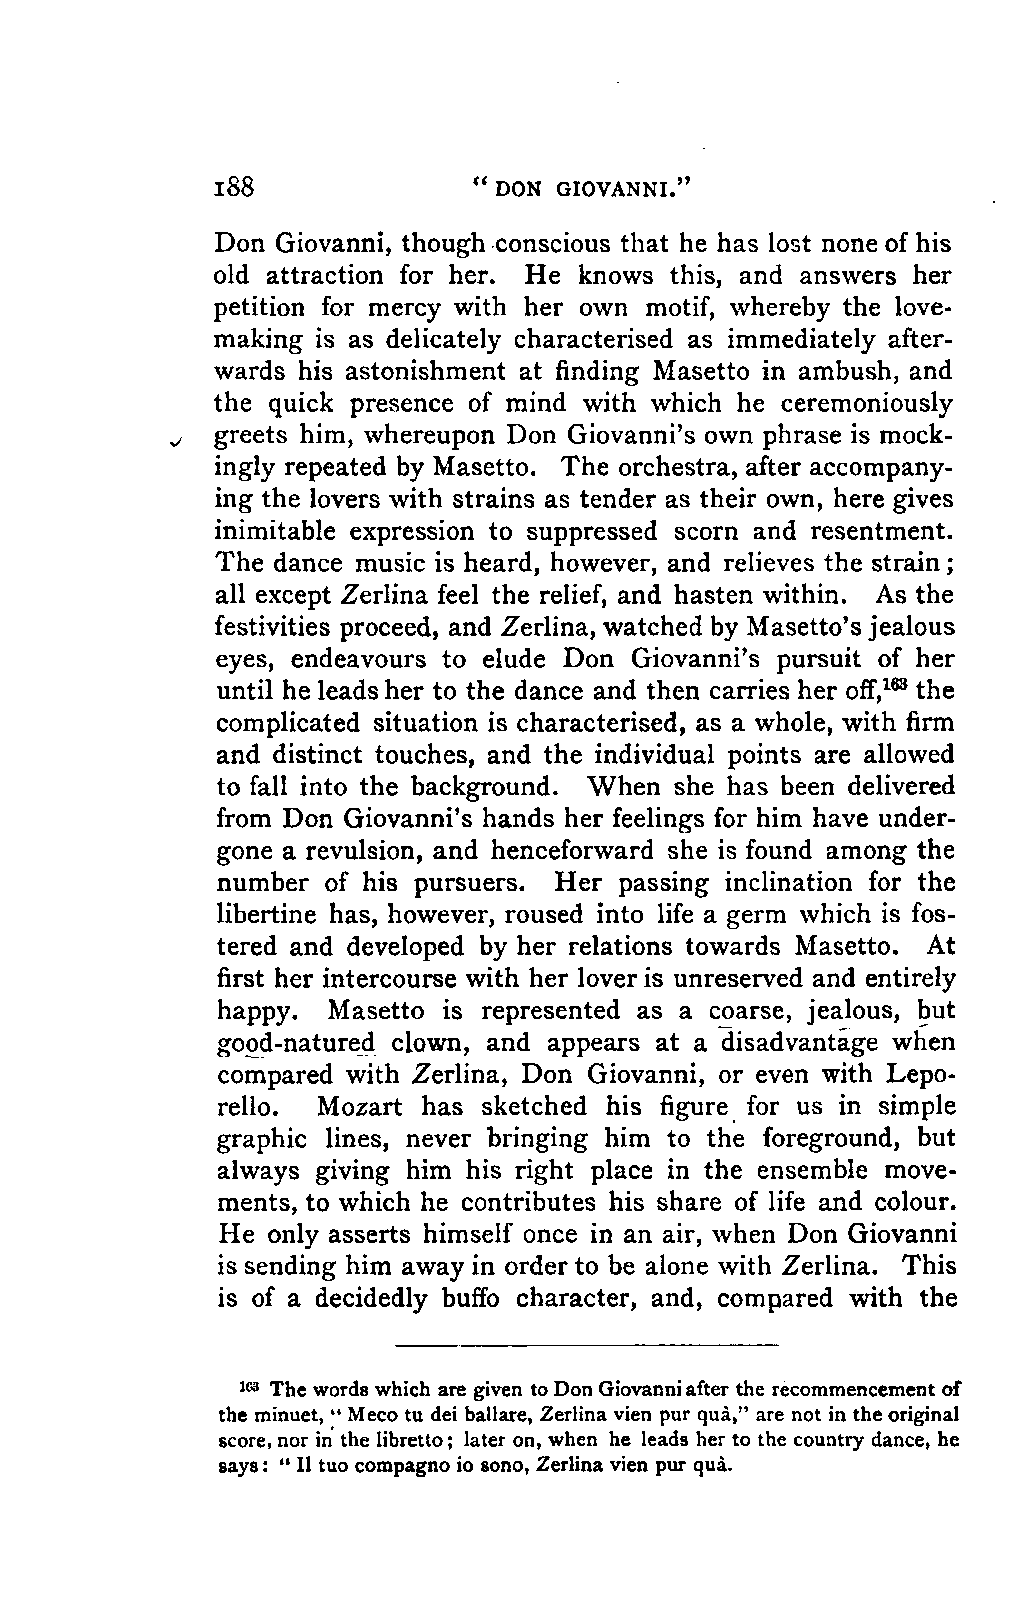 188 " DON GIOVANNI."
Don Giovanni, though conscious that he has lost none of his
old attraction for her. He knows this, and answers her
petition for mercy with her own motif, whereby the love-
making is as delicately characterised as immediately after-
wards his astonishment at finding Masetto in ambush, and
the quick presence of mind with which he ceremoniously
greets him, whereupon Don Giovanni's own phrase is mock-
ingly repeated by Masetto. The orchestra, after accompany-
ing the lovers with strains as tender as their own, here gives
inimitable expression to suppressed scorn and resentment.
The dance music is heard, however, and relieves the strain;
all except Zerlina feel the relief, and hasten within. As the
festivities proceed, and Zerlina, watched by Masetto's jealous
eyes, endeavours to elude Don Giovanni's pursuit of her
until he leads her to the dance and then carries her off,¹⁶³ the
complicated situation is characterised, as a whole, with firm
and distinct touches, and the individual points are allowed
to fall into the background. When she has been delivered
from Don Giovanni's hands her feelings for him have under-
gone a revulsion, and henceforward she is found among the
number of his pursuers. Her passing inclination for the
libertine has, however, roused into life a germ which is fos-
tered and developed by her relations towards Masetto. At
first her intercourse with her lover is unreserved and entirely
happy. Masetto is represented as a coarse, jealous, but
good-natured clown, and appears at a disadvantage when
compared with Zerlina, Don Giovanni, or even with Lepo-
rello. Mozart has sketched his figure for us in simple
graphic lines, never bringing him to the foreground, but
always giving him his right place in the ensemble move-
ments, to which he contributes his share of life and colour.
He only asserts himself once in an air, when Don Giovanni
is sending him away in order to be alone with Zerlina. This
is of a decidedly buffo character, and, compared with the
¹⁶³ The words which are given to Don Giovanni after the recommencement of
the minuet, " Meco tu dei ballare, Zerlina vien pur quà," are not in the original
score, nor in the libretto; later on, when he leads her to the country dance, he
says: " Il tuo compagno io sono, Zerlina vien pur quà.